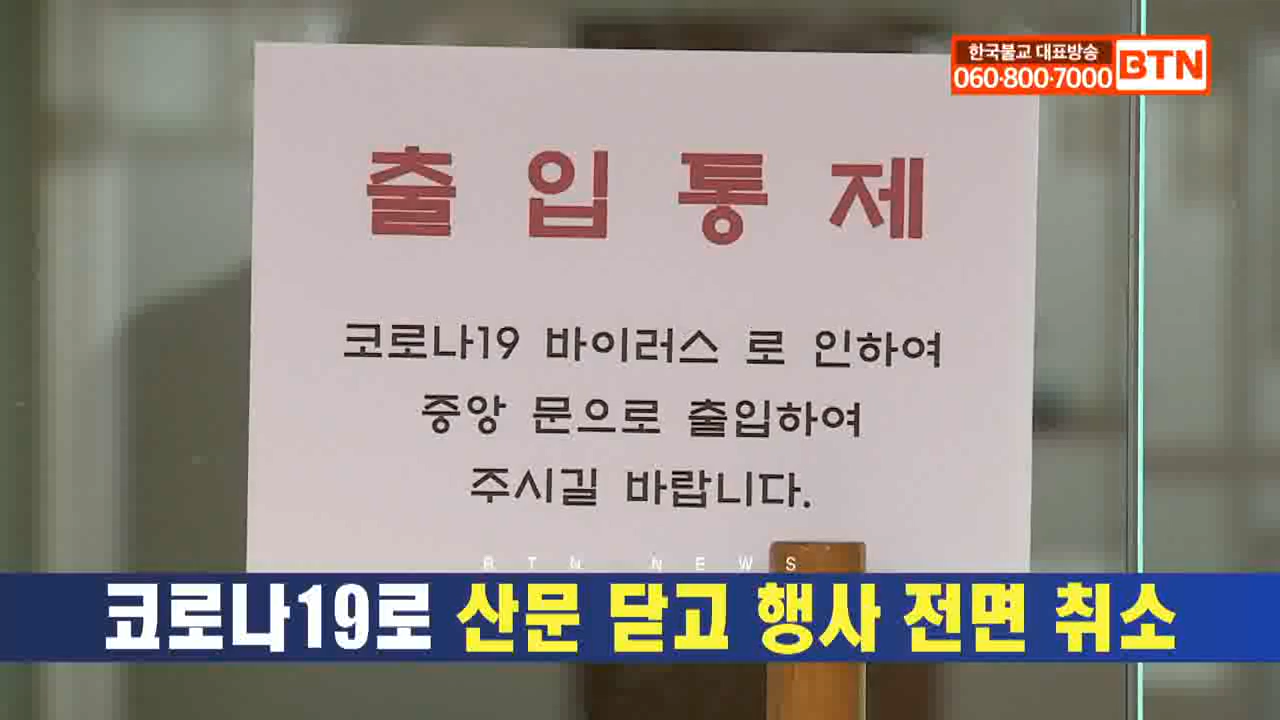 한국불교 대표방송
060·800·7000
BTN
출입통제
코로나19 바이러스 로 인하여
중앙 문으로 출입하여
주시길 바랍니다.
BTN NEWS
코로나19로 산문 닫고 행사 전면 취소